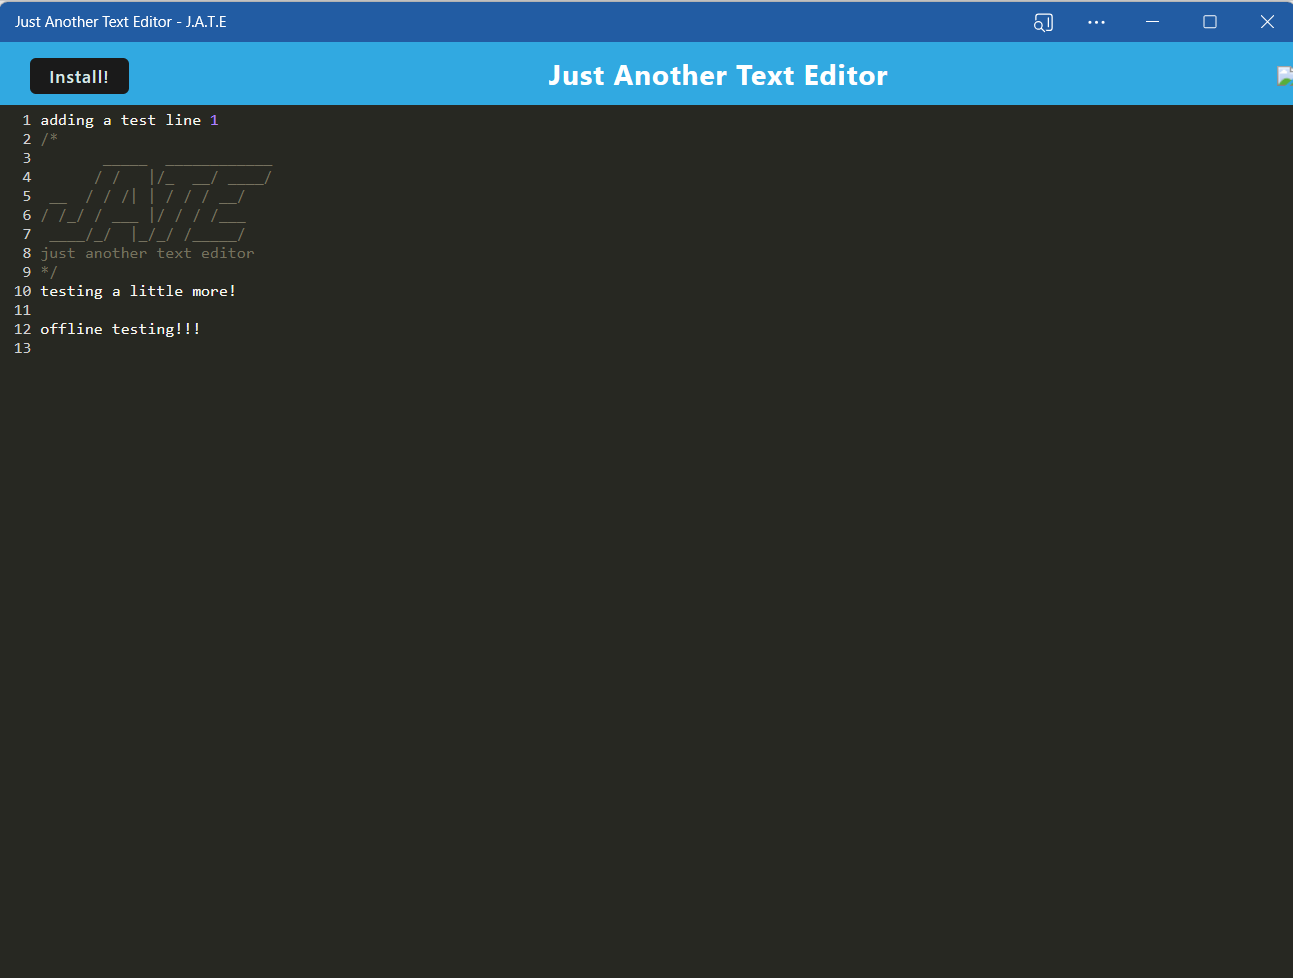 Just Another Text Editor - J.A.T.E
Install!
Just Another Text Editor
1 adding a test line 1
2 /*
3        _____  ____________
4       / /   |/_  __/ ____/
5  __  / / /| | / / / __/
6 / /_/ / ___ |/ / / /___
7  ____/_/  |_/_/ /_____/
8 just another text editor
9 */
10 testing a little more!
11
12 offline testing!!!
13